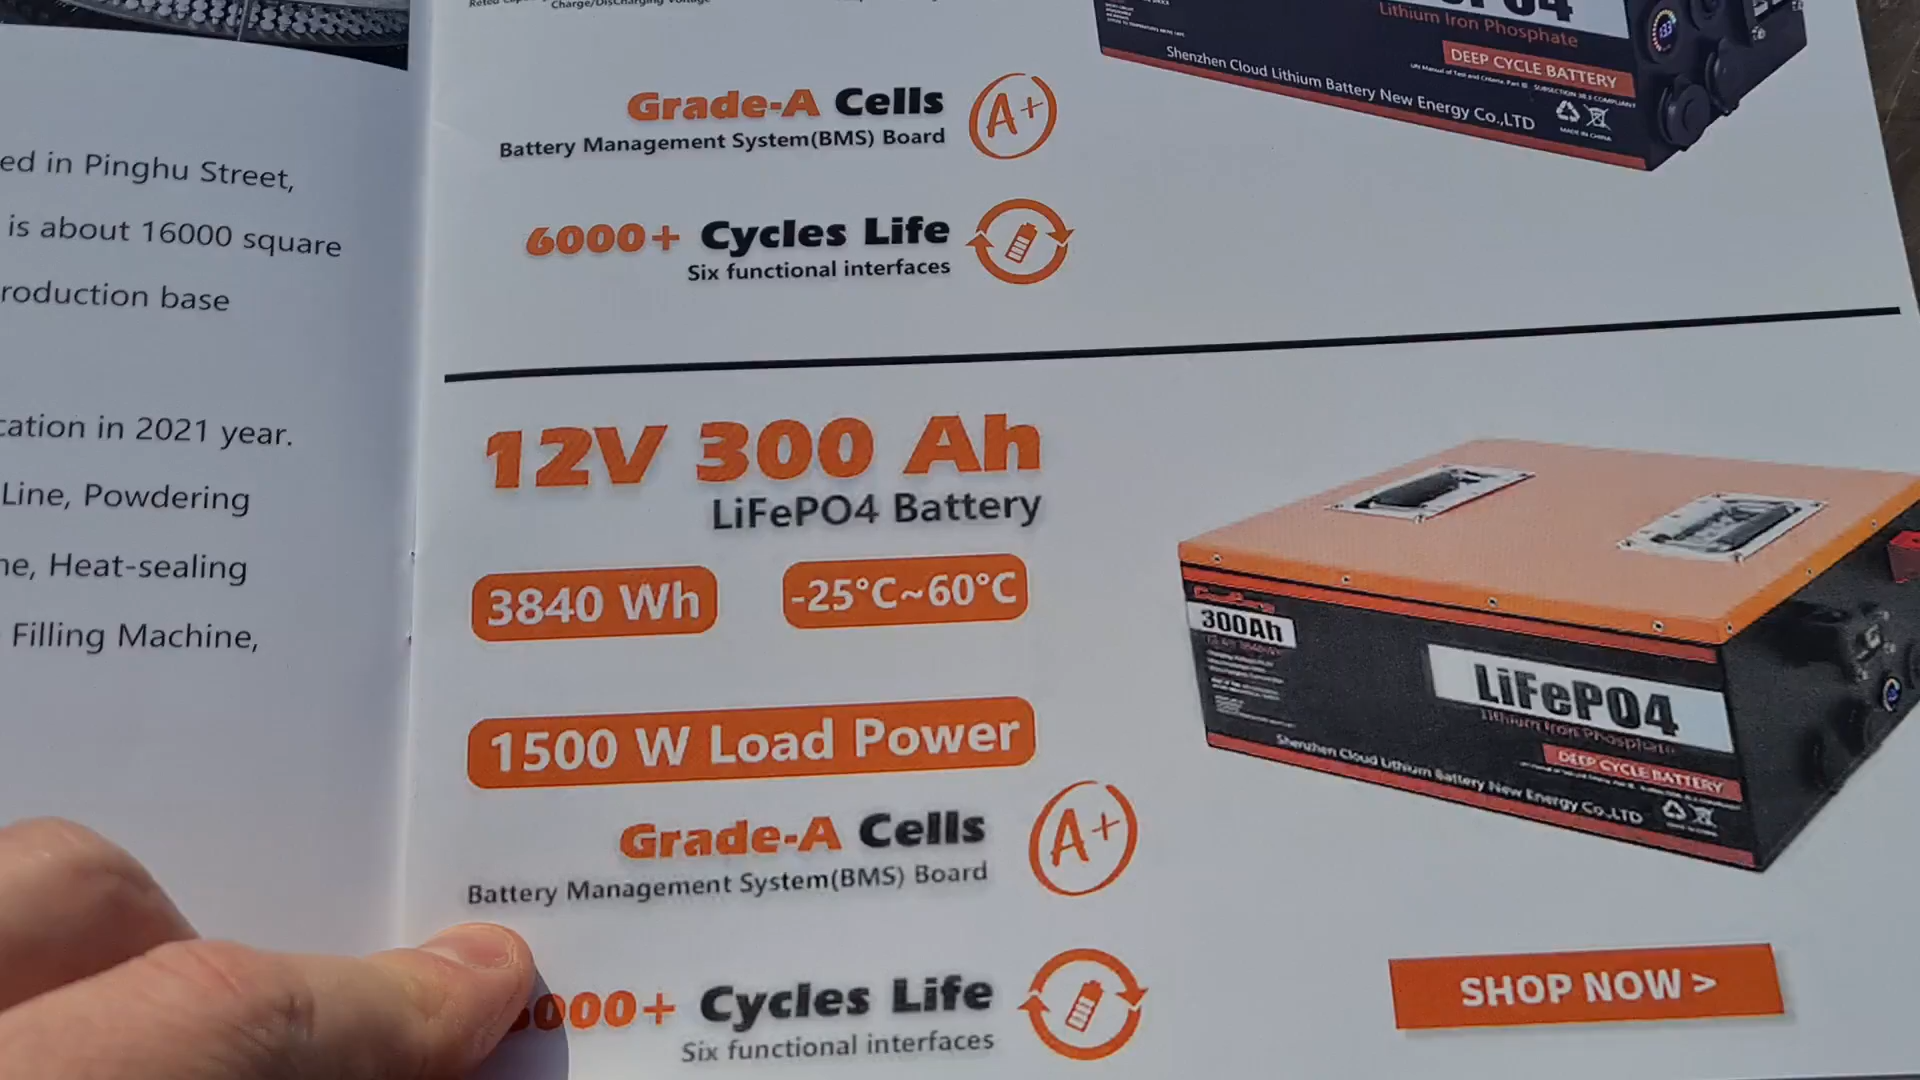 Charge/DisCharging Voltage
ed in Pinghu Street,
is about 16000 square
roduction base
cation in 2021 year.
Line, Powdering
ne, Heat-sealing
Filling Machine,
Grade-A Cells
Battery Management System(BMS) Board
A+
6000+ Cycles Life
Six functional interfaces
Lithium Iron Phosphate
DEEP CYCLE BATTERY
Shenzhen Cloud Lithium Battery New Energy Co.,LTD
MADE IN CHINA
12V 300 Ah
LiFePO4 Battery
3840 Wh
-25°C~60°C
1500 W Load Power
Grade-A Cells
Battery Management System(BMS) Board
A+
000+ Cycles Life
Six functional interfaces
300Ah
LiFePO4
Lithium Iron Phosphate
DEEP CYCLE BATTERY
Shenzhen Cloud Lithium Battery New Energy Co.,LTD
SHOP NOW >